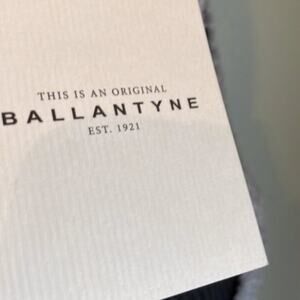 THIS IS AN ORIGINAL
BALLANTYNE
EST. 1921